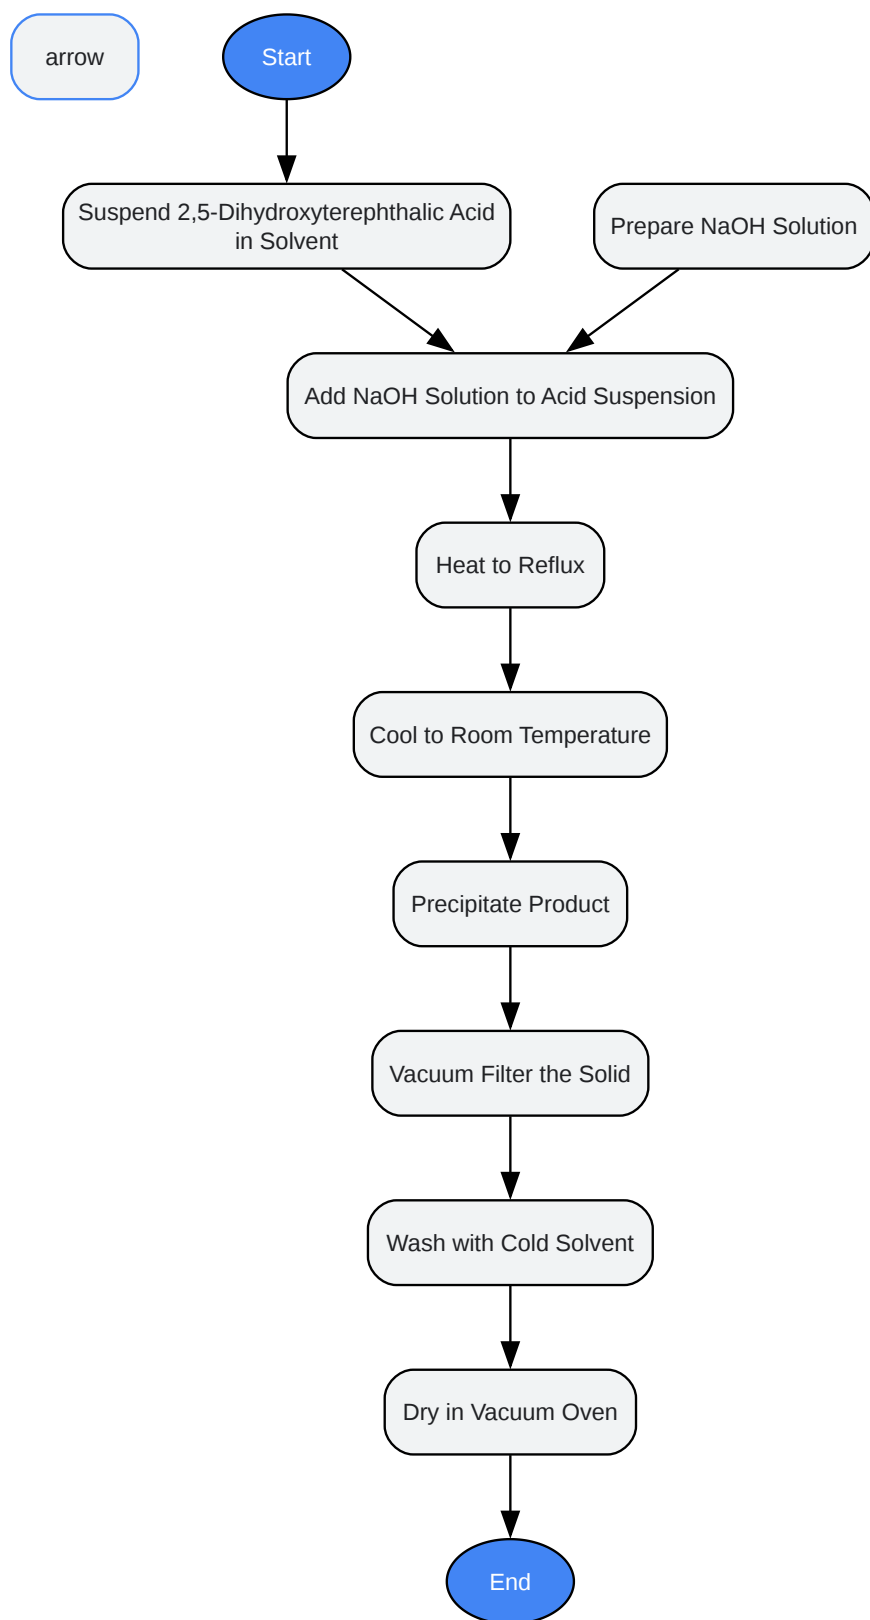 arrow
Start
Suspend 2,5-Dihydroxyterephthalic Acid
in Solvent
Prepare NaOH Solution
Add NaOH Solution to Acid Suspension
Heat to Reflux
Cool to Room Temperature
Precipitate Product
Vacuum Filter the Solid
Wash with Cold Solvent
Dry in Vacuum Oven
End